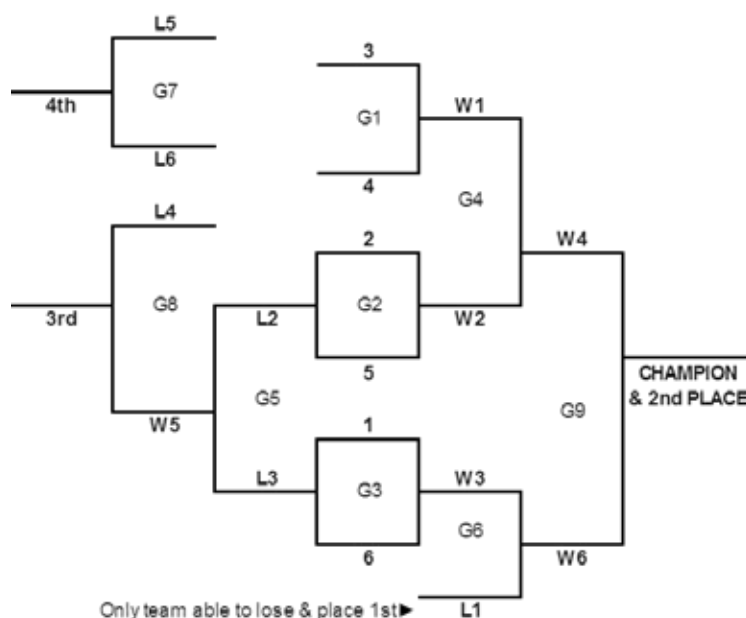 L5
3
G7
W1
4th
G1
L6
4
L4
G4
2
W4
G8
L2
G2
W2
3rd
5
CHAMPION
& 2nd PLACE
G5
G9
W5
1
L3
G3
W3
G6
6
W6
Only team able to lose & place 1st►
L1